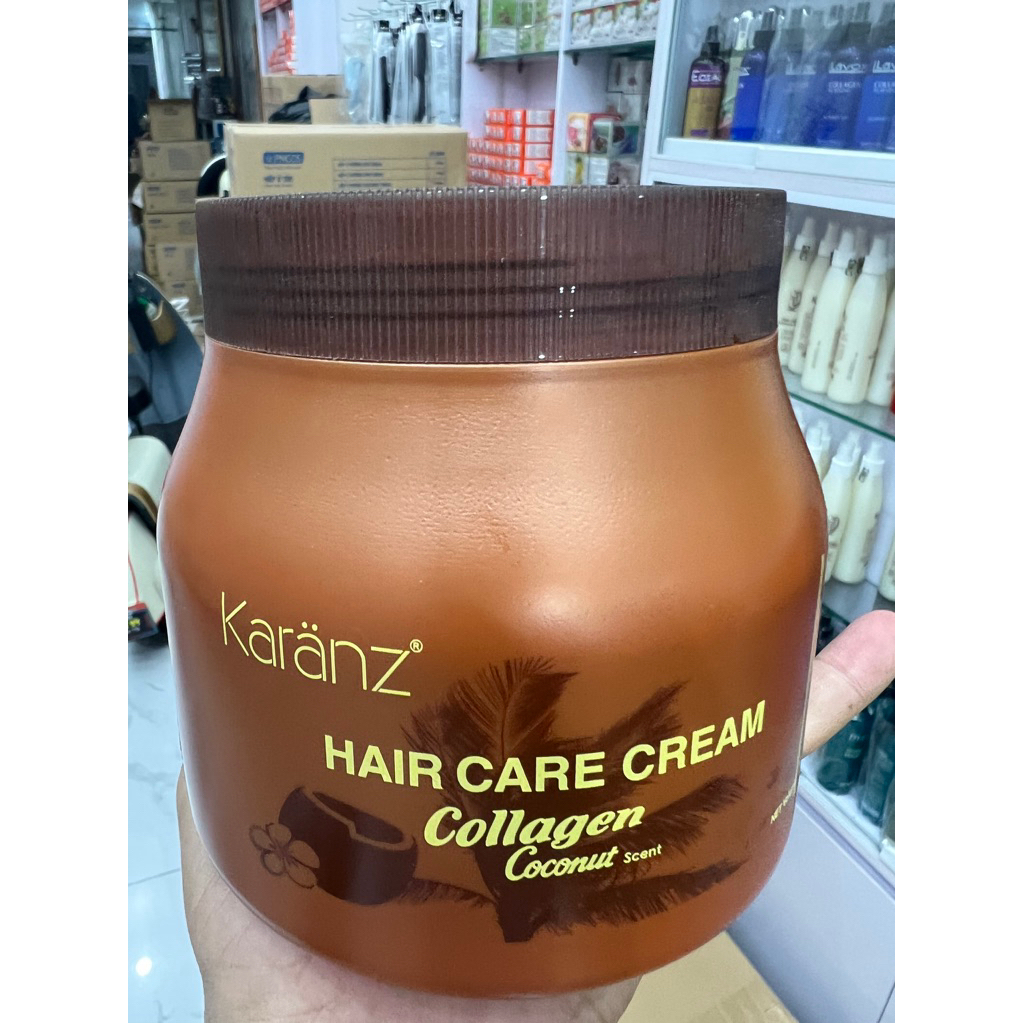 Karänz®
HAIR CARE CREAM
Collagen
Coconut Scent